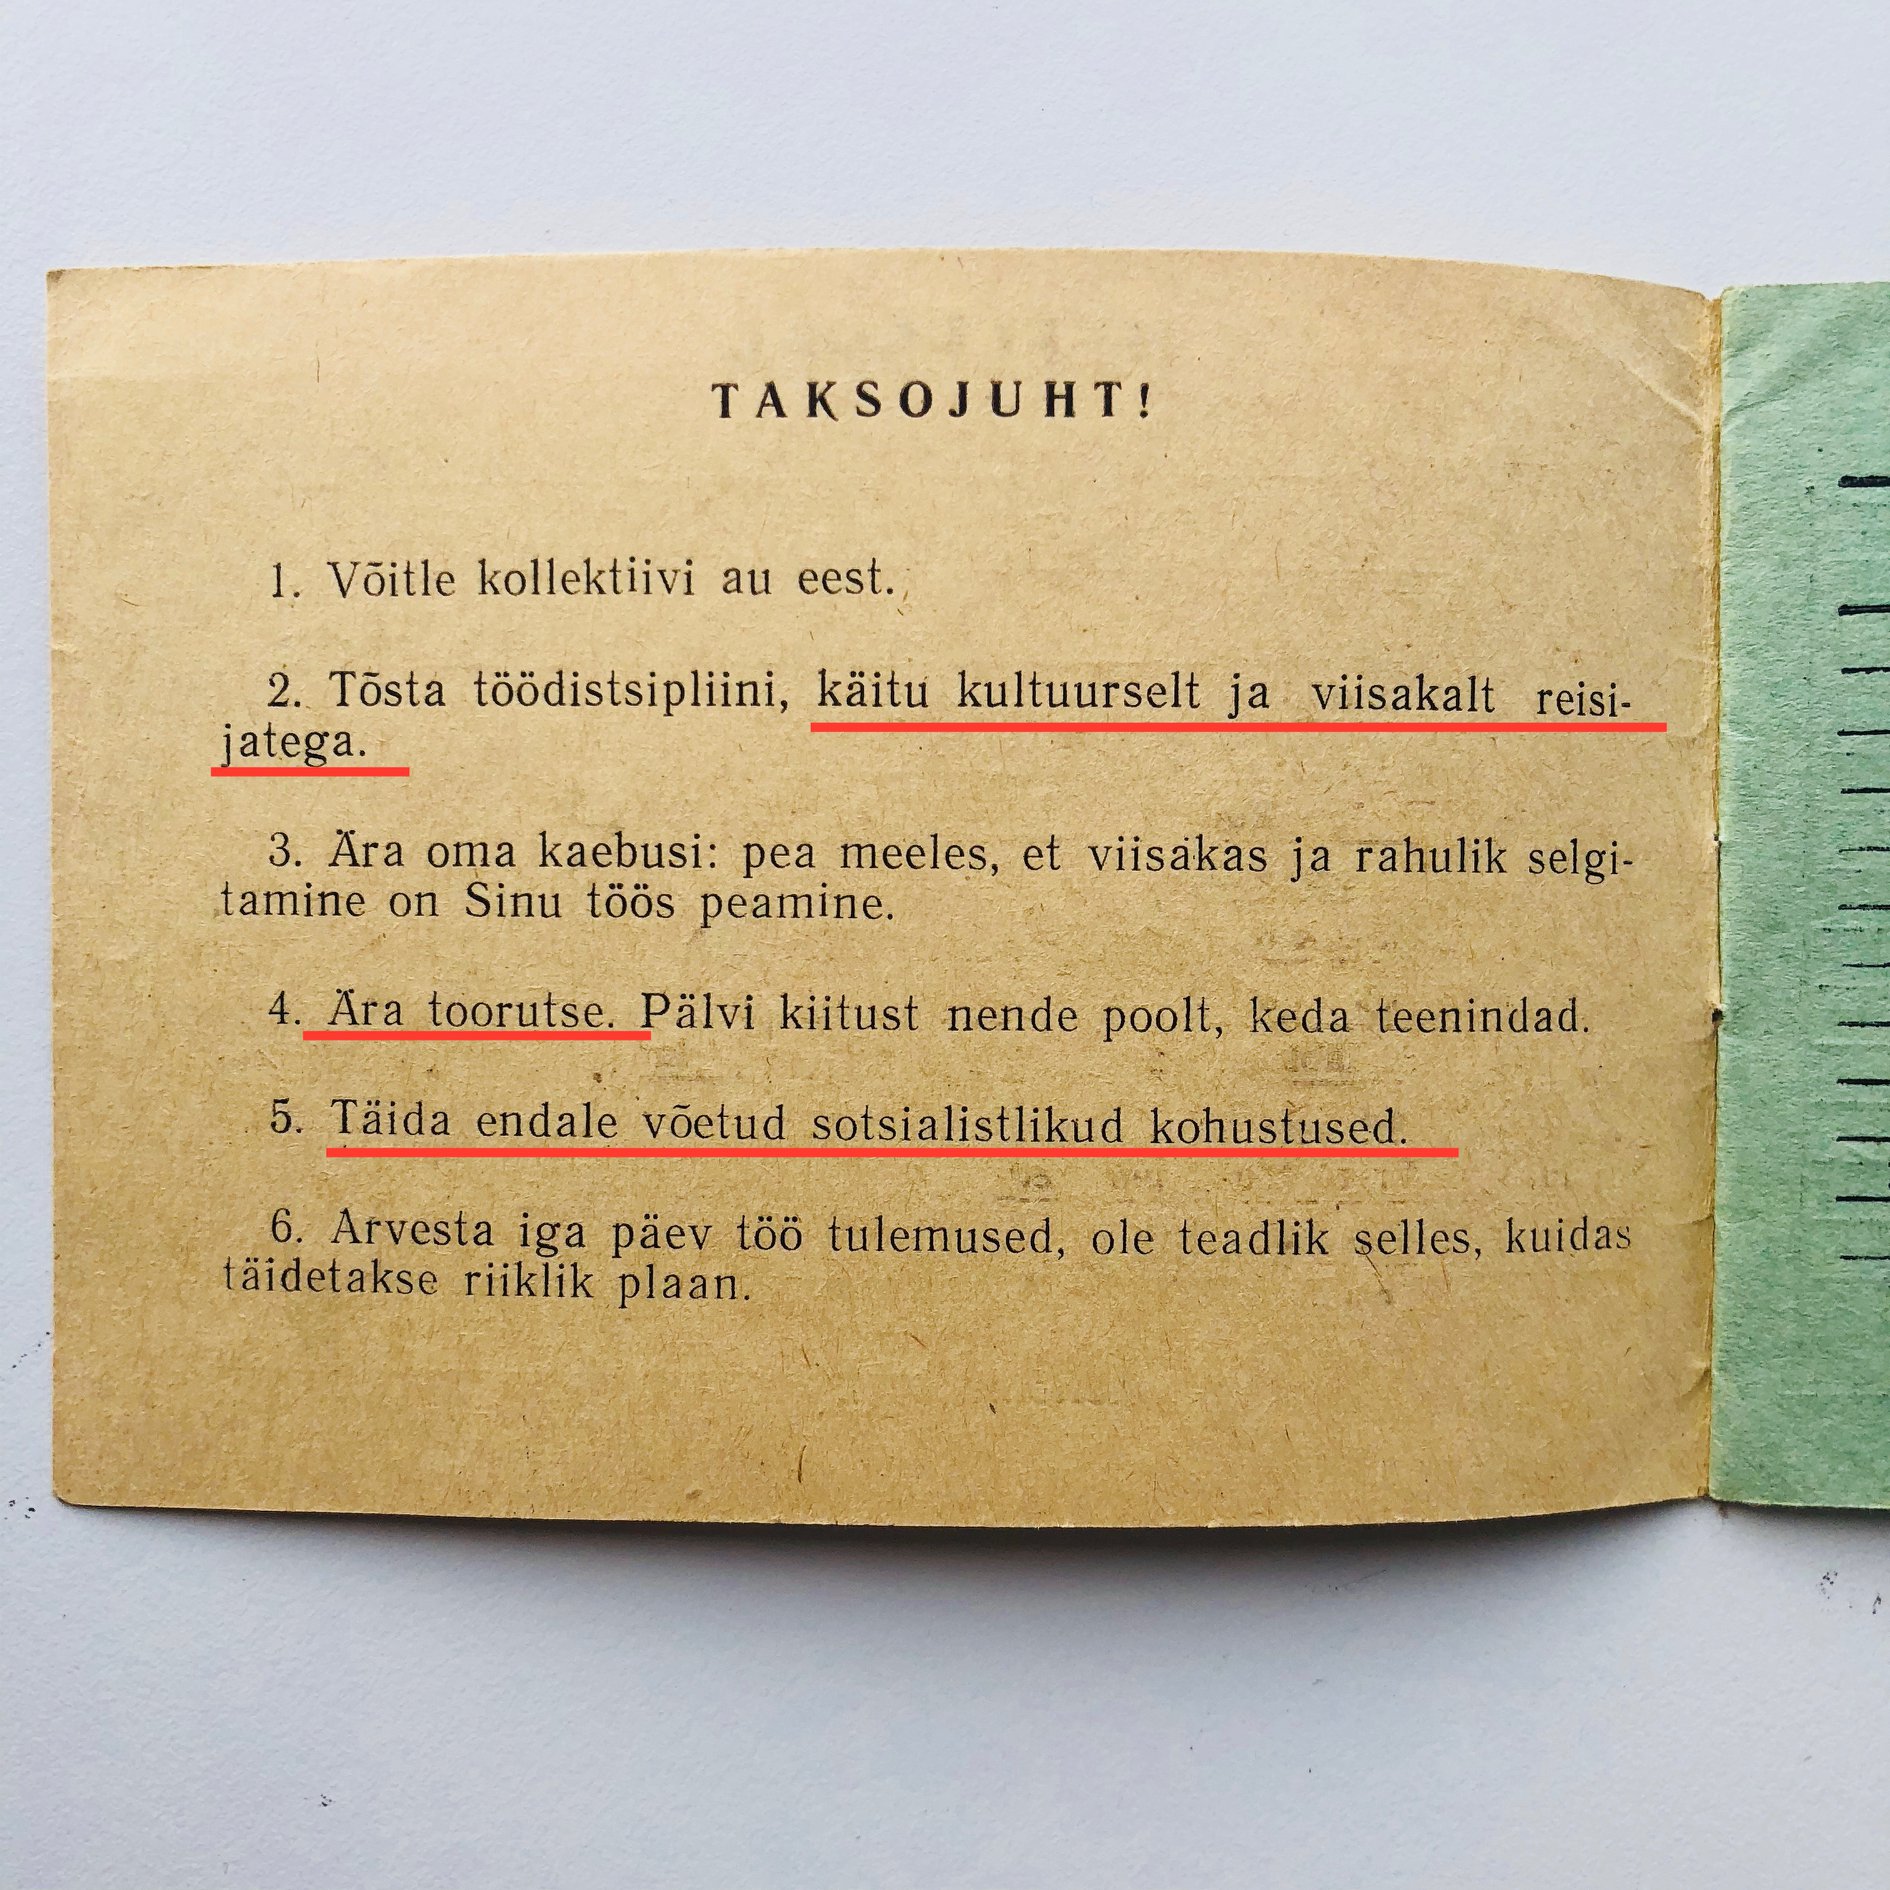 TAKSOJUHT!
1. Võitle kollektiivi au eest.
2. Tõsta töödistsipliini, käitu kultuurselt ja viisakalt reisi-
jatega.
3. Ära oma kaebusi: pea meeles, et viisakas ja rahulik selgi-
tamine on Sinu töös peamine.
4. Ära toorutse. Pälvi kiitust nende poolt, keda teenindad.
5. Täida endale võetud sotsialistlikud kohustused.
6. Arvesta iga päev töö tulemused, ole teadlik selles, kuidas
täidetakse riiklik plaan.